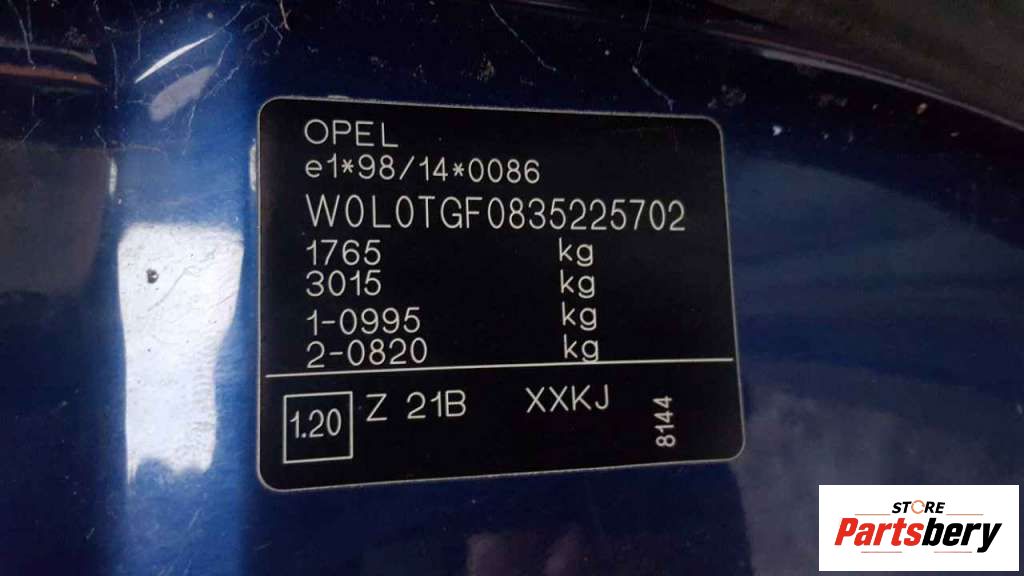 OPEL
e1*98/14*0086
W0L0TGF0835225702
1765 kg
3015 kg
1-0995 kg
2-0820 kg
1.20 Z 21B XXKJ 8144
STORE
Partsbery